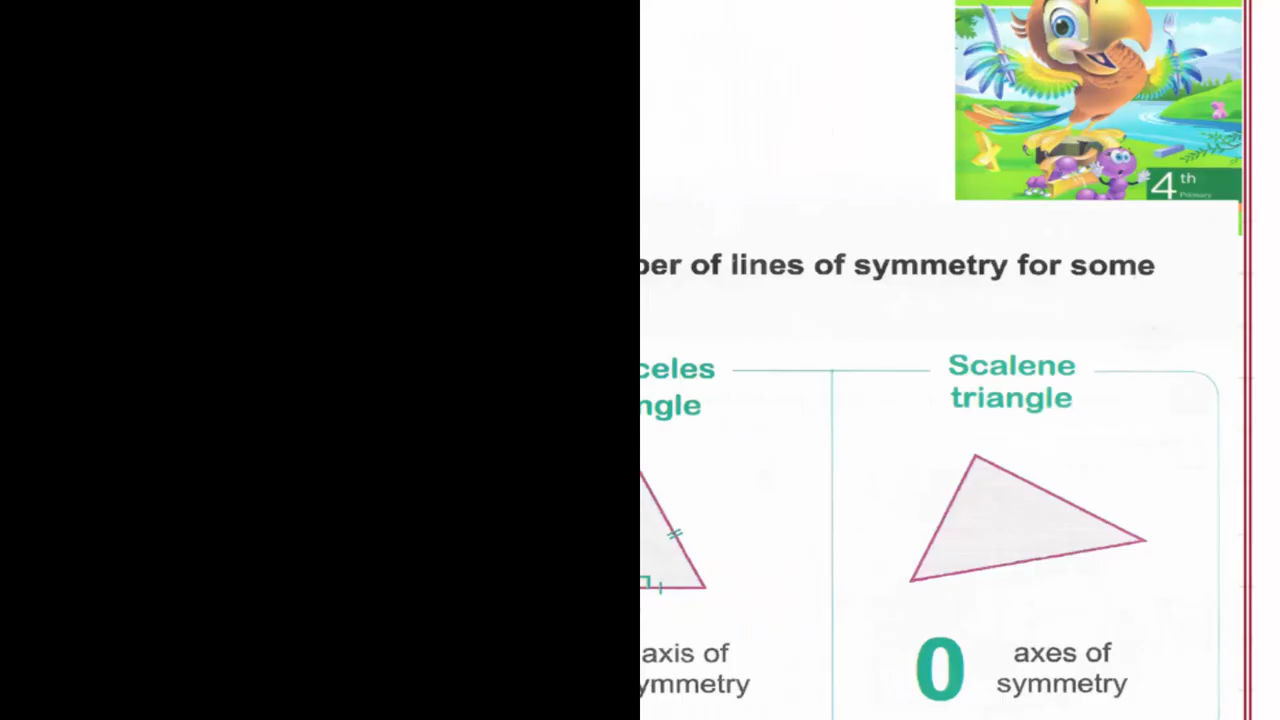 4th
Primary
ber of lines of symmetry for some
celes
ngle
Scalene
triangle
axis of
ymmetry
0
axes of
symmetry